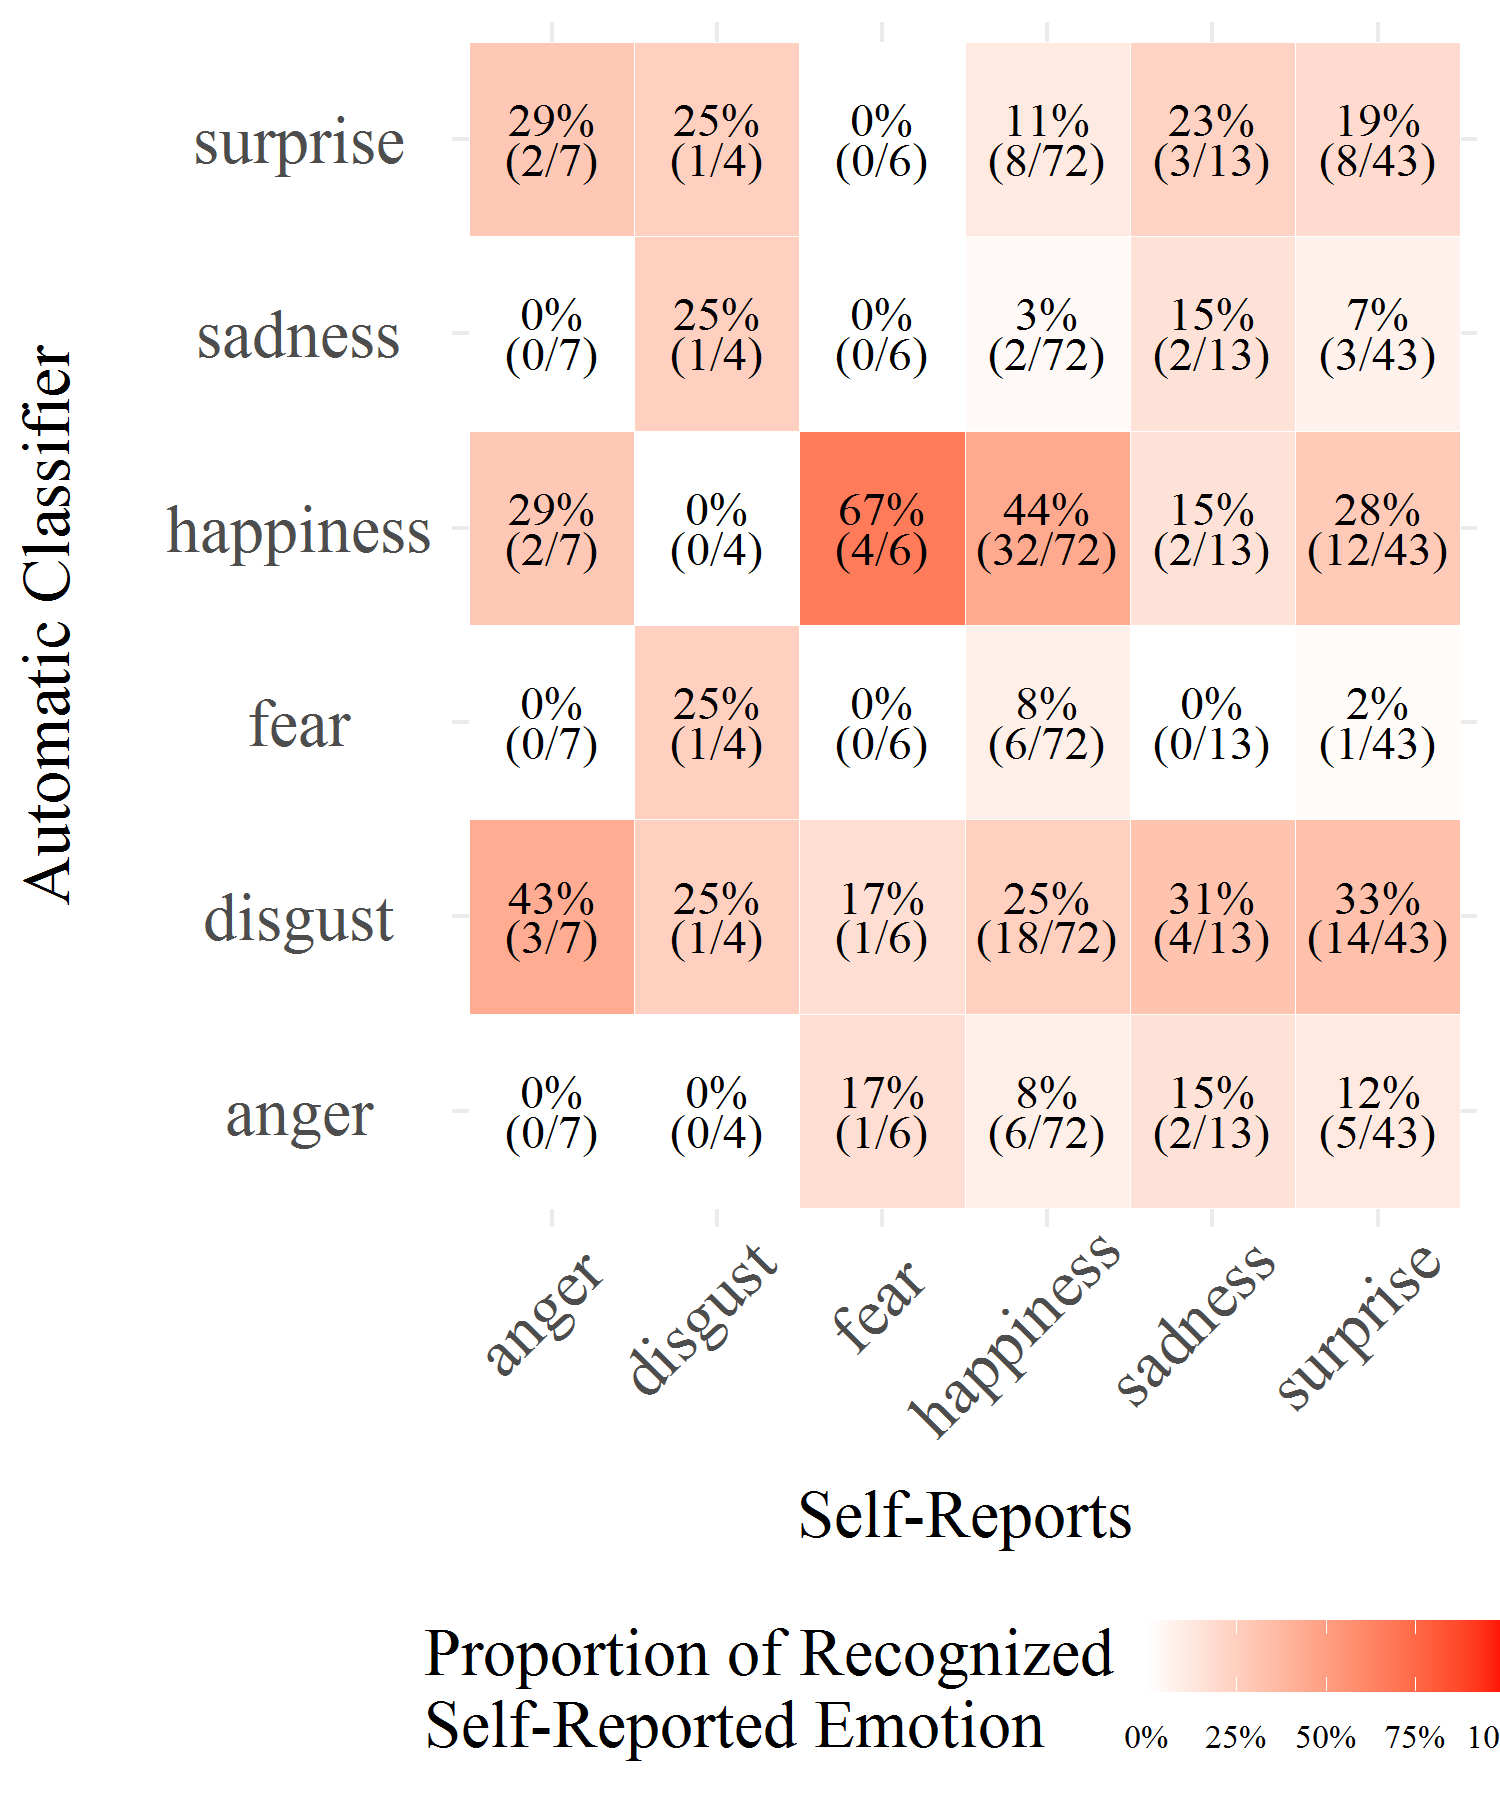 Automatic Classifier
surprise
29% 25% 0% 11% 23% 19%
(2/7) (1/4) (0/6) (8/72) (3/13) (8/43)
sadness
0% 25% 0% 3% 15% 7%
(0/7) (1/4) (0/6) (2/72) (2/13) (3/43)
happiness
29% 0% 67% 44% 15% 28%
(2/7) (0/4) (4/6) (32/72) (2/13) (12/43)
fear
0% 25% 0% 8% 0% 2%
(0/7) (1/4) (0/6) (6/72) (0/13) (1/43)
disgust
43% 25% 17% 25% 31% 33%
(3/7) (1/4) (1/6) (18/72) (4/13) (14/43)
anger
0% 0% 17% 8% 15% 12%
(0/7) (0/4) (1/6) (6/72) (2/13) (5/43)
anger disgust fear happiness sadness surprise
Self-Reports
Proportion of Recognized
Self-Reported Emotion
0% 25% 50% 75% 10